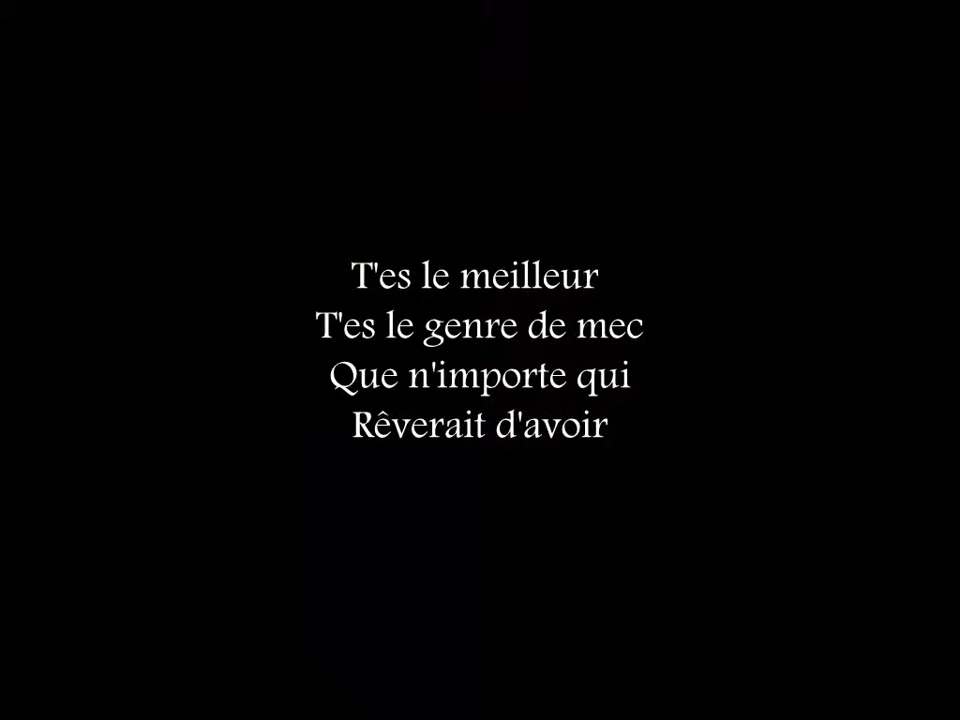 T'es le meilleur
T'es le genre de mec
Que n'importe qui
Rêverait d'avoir